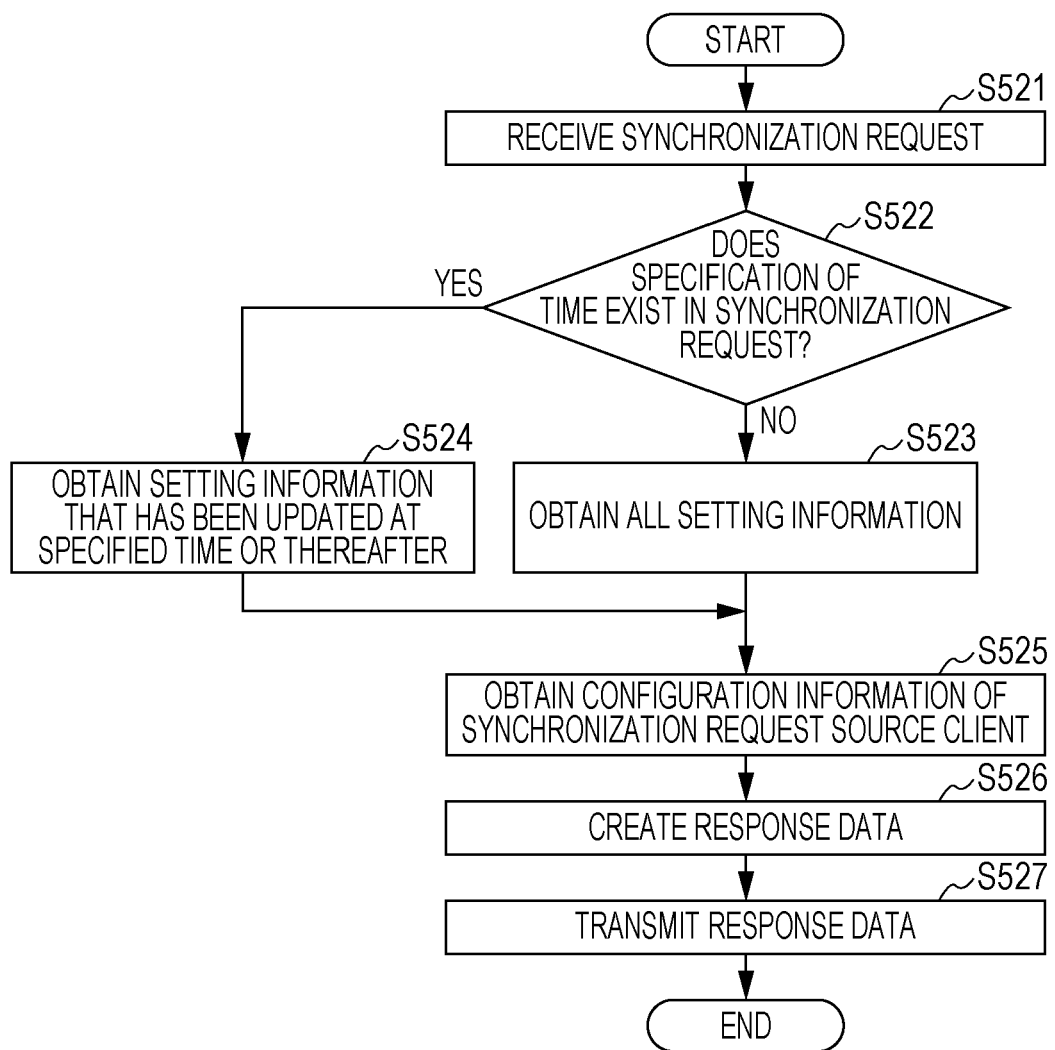 START
S521
RECEIVE SYNCHRONIZATION REQUEST
S522
DOES
SPECIFICATION OF
TIME EXIST IN SYNCHRONIZATION
REQUEST?
YES
NO
S524
OBTAIN SETTING INFORMATION
THAT HAS BEEN UPDATED AT
SPECIFIED TIME OR THEREAFTER
S523
OBTAIN ALL SETTING INFORMATION
S525
OBTAIN CONFIGURATION INFORMATION OF
SYNCHRONIZATION REQUEST SOURCE CLIENT
S526
CREATE RESPONSE DATA
S527
TRANSMIT RESPONSE DATA
END